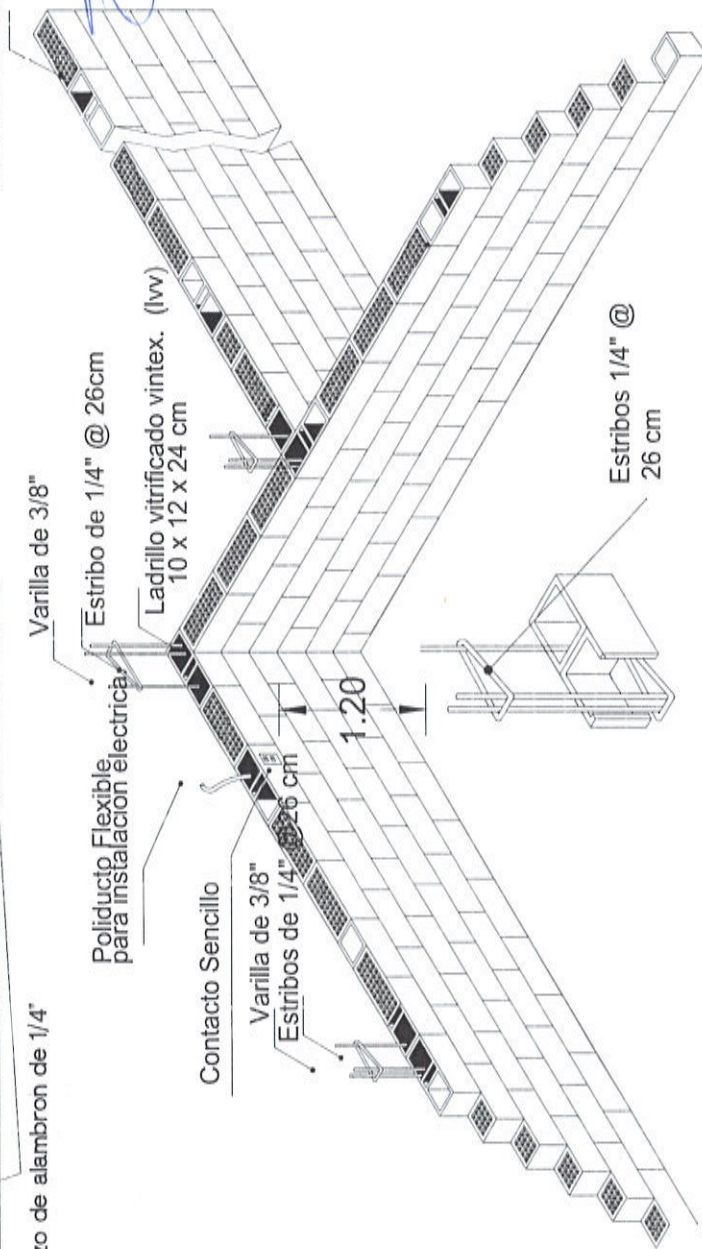 zo de alambron de 1/4"
Varilla de 3/8"
Estribo de 1/4" @ 26cm
Ladrillo vitrificado vintex. (lvv)
10 x 12 x 24 cm
Poliducto Flexible
para instalacion electrica.
Contacto Sencillo
Varilla de 3/8"
Estribos de 1/4" @26 cm
1.20
Estribos 1/4" @
26 cm